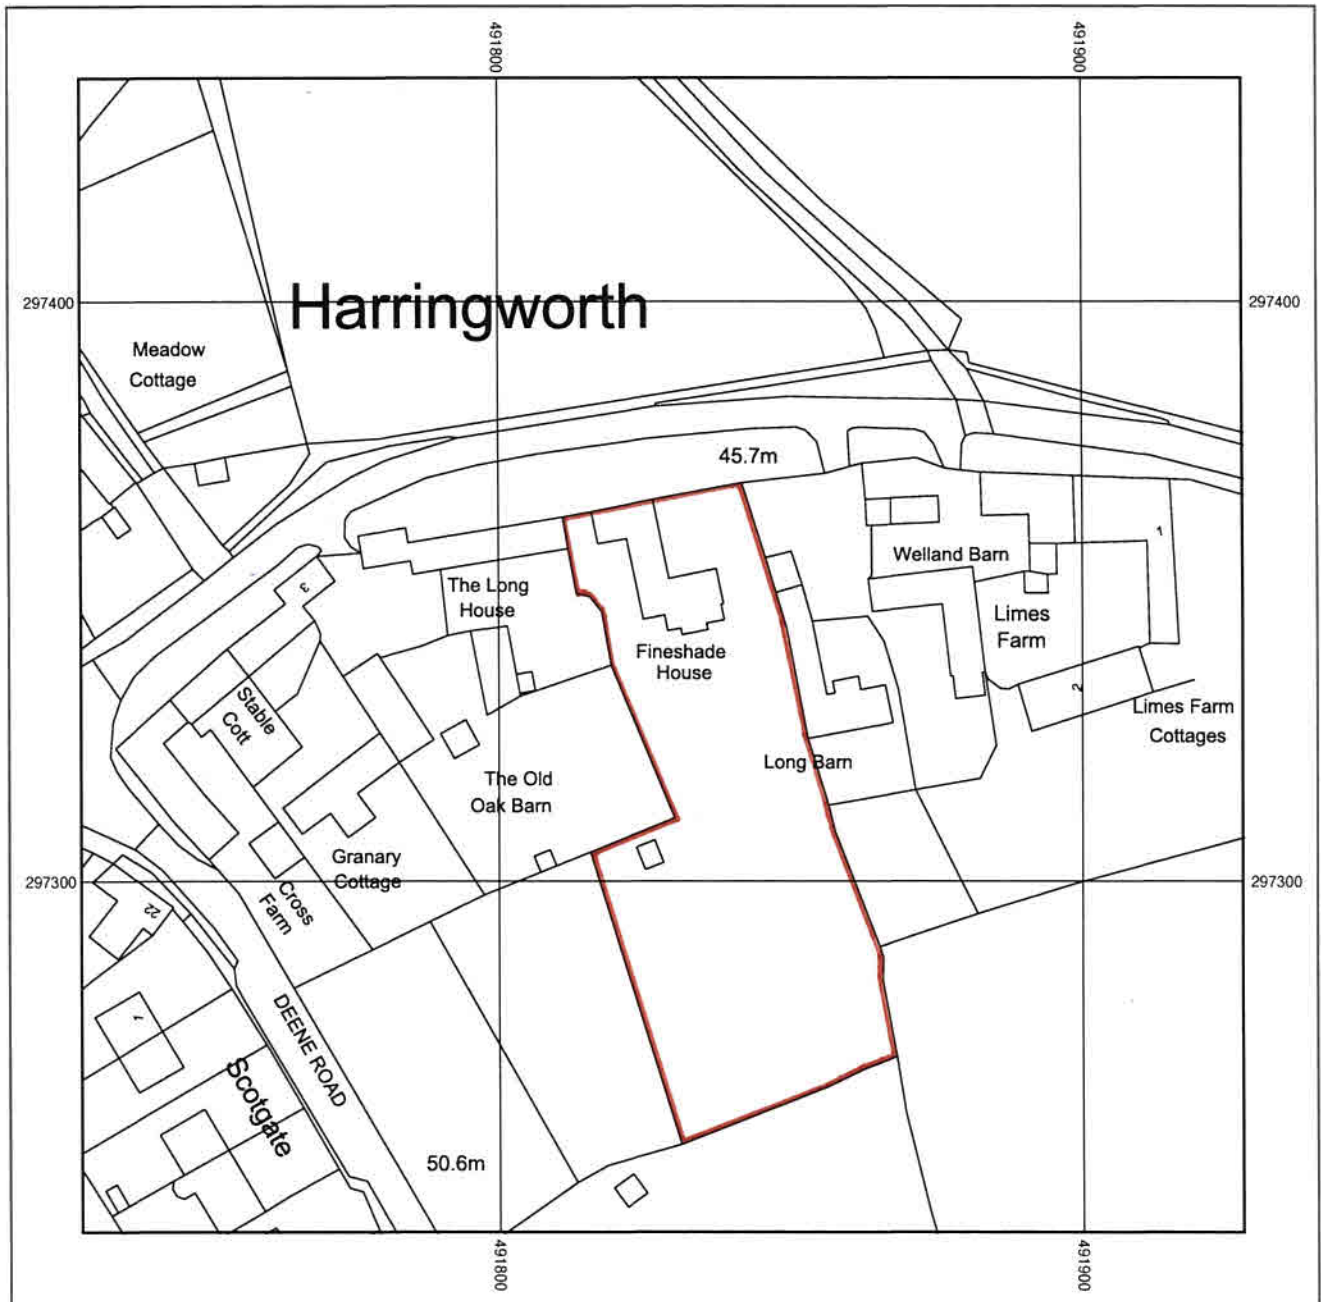 491800
491900
297400
297400
Harringworth
Meadow
Cottage
45.7m
Welland Barn
1
3
The Long
House
Limes
Farm
Fineshade
House
2
Stable
Cott
Limes Farm
Cottages
Long Barn
The Old
Oak Barn
Granary
Cottage
297300
297300
Cross
Farm
22
1
DEENE ROAD
Scotgate
50.6m
491800
491900